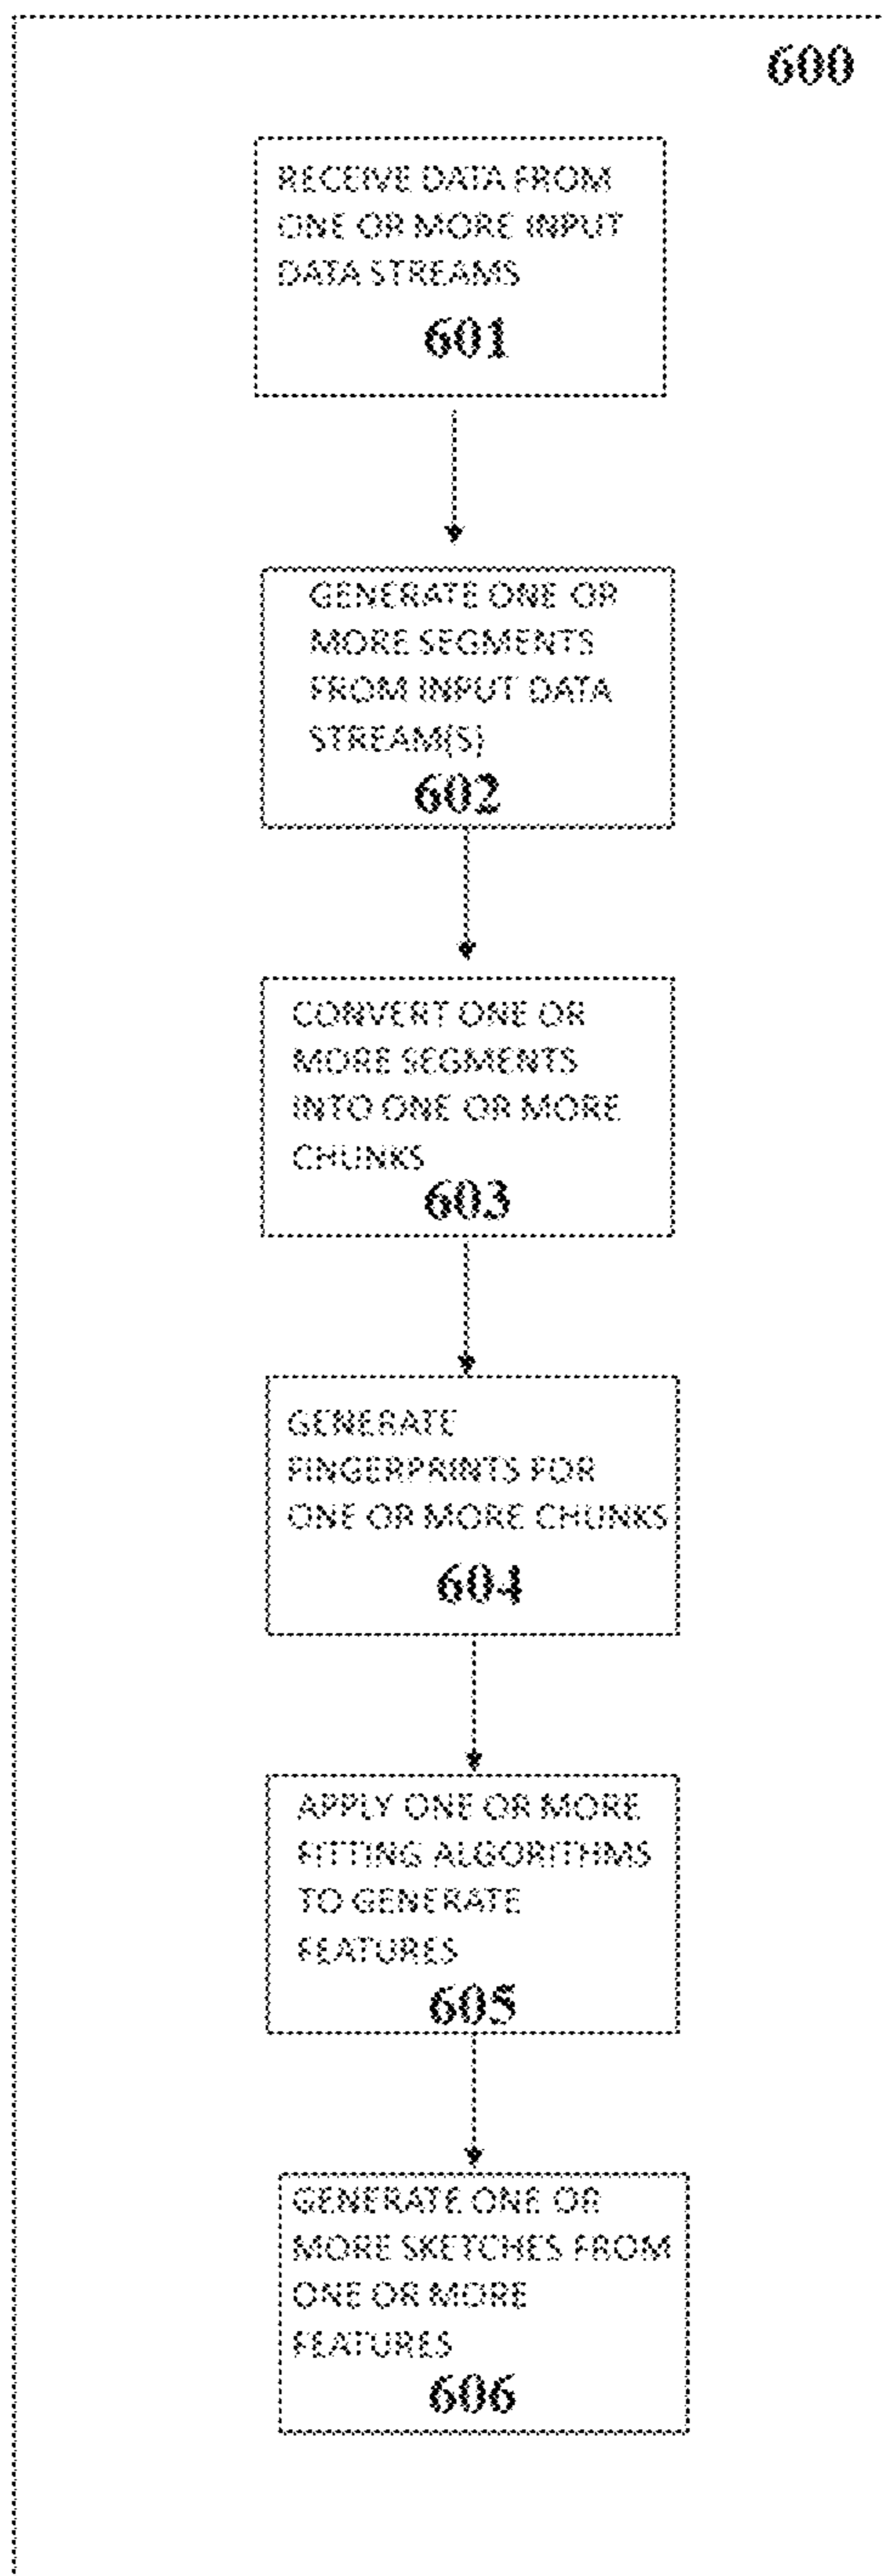 600
RECEIVE DATA FROM
ONE OR MORE INPUT
DATA STREAMS
601
GENERATE ONE OR
MORE SEGMENTS
FROM INPUT DATA
STREAM(S)
602
CONVERT ONE OR
MORE SEGMENTS
INTO ONE OR MORE
CHUNKS
603
GENERATE
FINGERPRINTS FOR
ONE OR MORE CHUNKS
604
APPLY ONE OR MORE
FITTING ALGORITHMS
TO GENERATE
FEATURES
605
GENERATE ONE OR
MORE SKETCHES FROM
ONE OR MORE
FEATURES
606